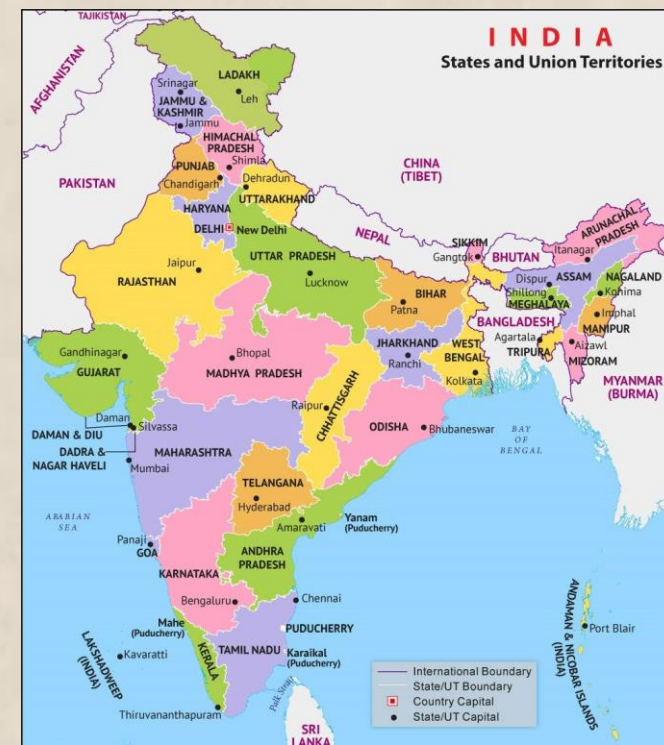 INDIA
States and Union Territories
TAJIKISTAN
AFGHANISTAN
PAKISTAN
CHINA
(TIBET)
NEPAL
BHUTAN
BANGLADESH
MYANMAR
(BURMA)
SRI
LANKA
LADAKH
Leh
Srinagar
JAMMU &
KASHMIR
Jammu
HIMACHAL
PRADESH
Shimla
PUNJAB
Chandigarh
Dehradun
UTTARAKHAND
HARYANA
DELHI
New Delhi
RAJASTHAN
Jaipur
UTTAR PRADESH
Lucknow
BIHAR
Patna
SIKKIM
Gangtok
ARUNACHAL
PRADESH
Itanagar
ASSAM
Dispur
NAGALAND
Kohima
Shillong
MEGHALAYA
Imphal
MANIPUR
Agartala
TRIPURA
Aizawl
MIZORAM
Gandhinagar
GUJARAT
Bhopal
MADHYA PRADESH
JHARKHAND
Ranchi
WEST
BENGAL
Kolkata
CHHATTISGARH
Raipur
ODISHA
Bhubaneswar
Daman
Silvassa
DAMAN & DIU
DADRA &
NAGAR HAVELI
MAHARASHTRA
Mumbai
TELANGANA
Hyderabad
Amaravati
Yanam
(Puducherry)
ANDHRA
PRADESH
Panaji
GOA
KARNATAKA
Bengaluru
Chennai
Mahe
(Puducherry)
PUDUCHERRY
KERALA
TAMIL NADU
Karaikal
(Puducherry)
Thiruvananthapuram
Kavaratti
LAKSHADWEEP
(INDIA)
ANDAMAN & NICOBAR ISLANDS
(INDIA)
Port Blair
ARABIAN
SEA
BAY
OF
BENGAL
Palk Strait
International Boundary
State/UT Boundary
Country Capital
State/UT Capital